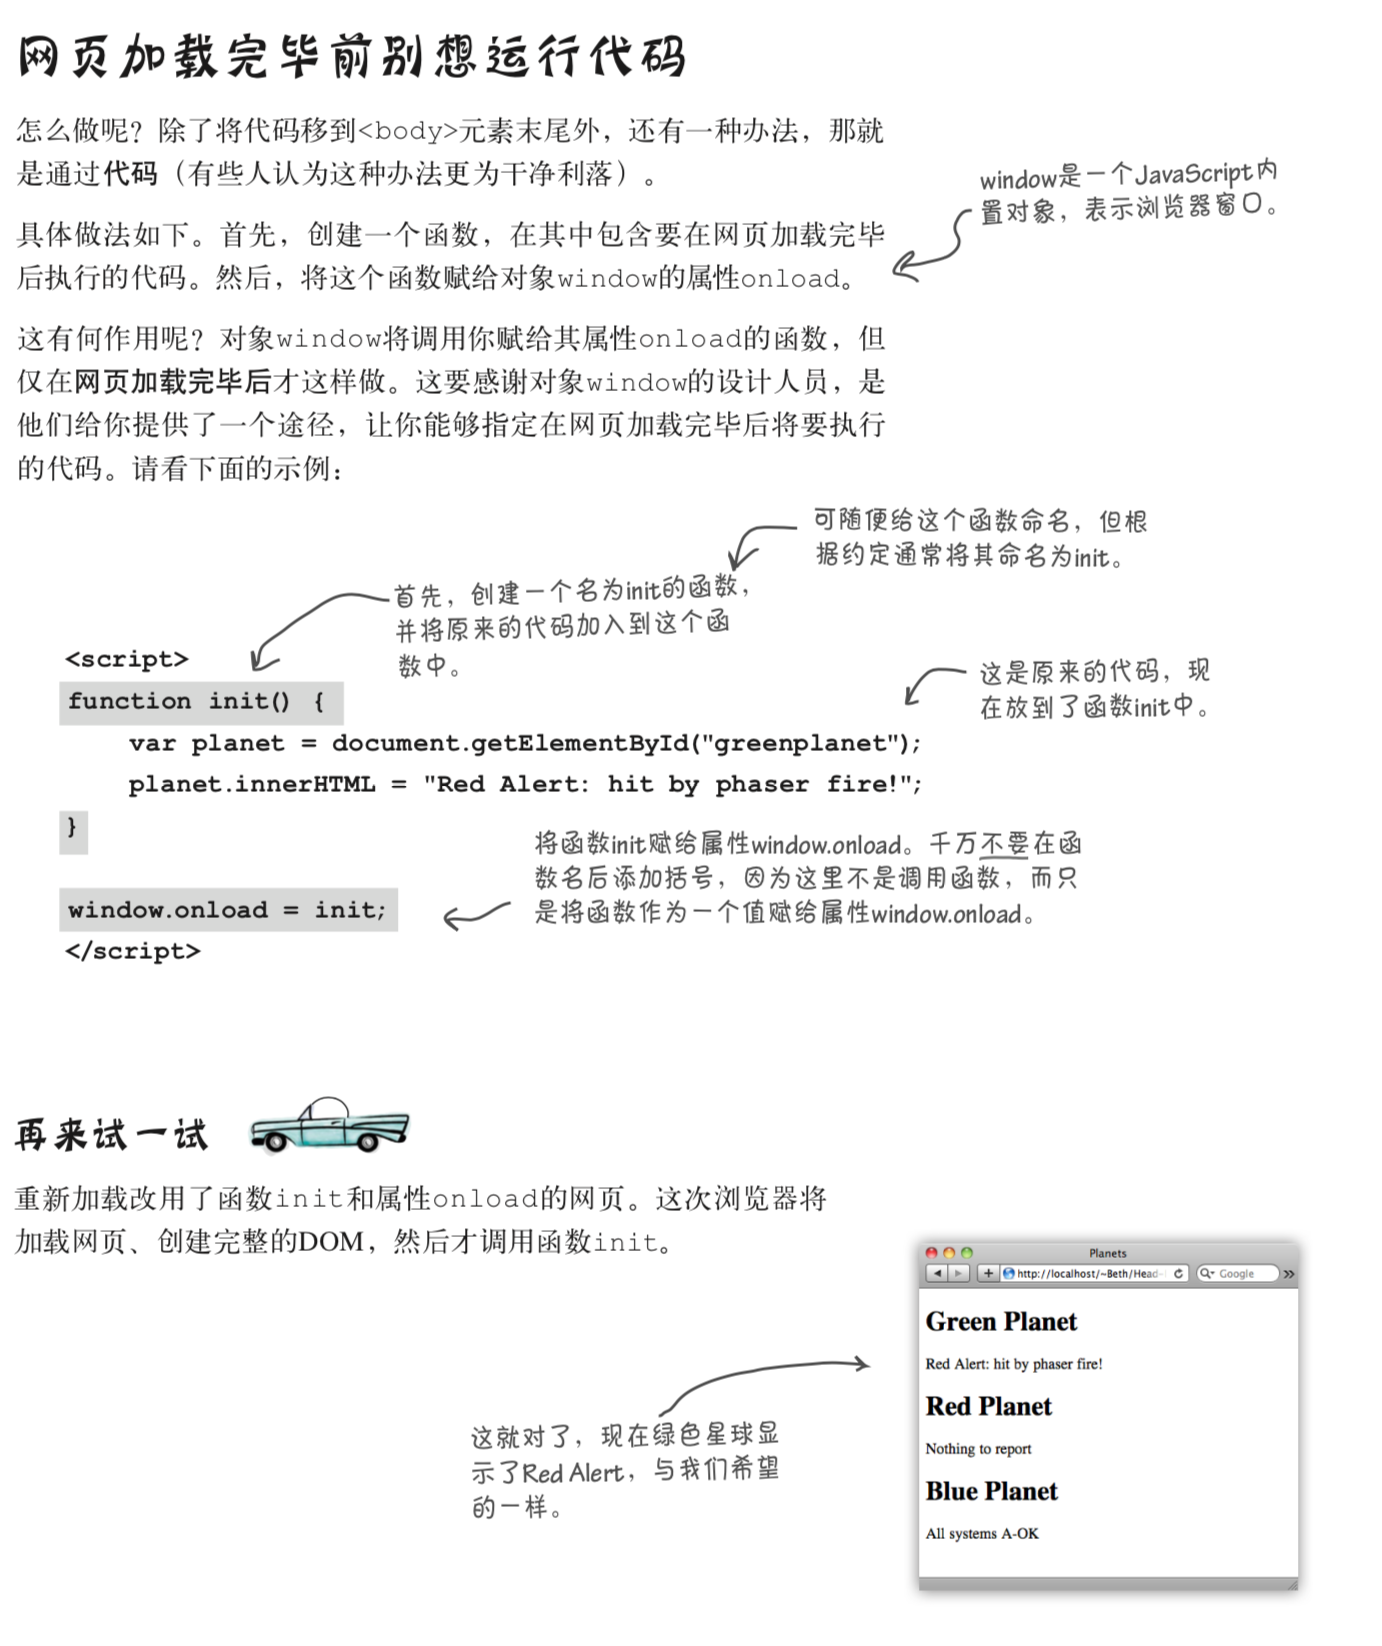 网页加载完毕前别想运行代码
怎么做呢？除了将代码移到<body>元素末尾外，还有一种办法，那就
是通过代码（有些人认为这种办法更为干净利落）。
window是一个JavaScript内
置对象，表示浏览器窗口。
具体做法如下。首先，创建一个函数，在其中包含要在网页加载完毕
后执行的代码。然后，将这个函数赋给对象window的属性onload。
这有何作用呢？对象window将调用你赋给其属性onload的函数，但
仅在网页加载完毕后才这样做。这要感谢对象window的设计人员，是
他们给你提供了一个途径，让你能够指定在网页加载完毕后将要执行
的代码。请看下面的示例：
可随便给这个函数命名，但根
据约定通常将其命名为init。
首先，创建一个名为init的函数，
并将原来的代码加入到这个函
数中。
这是原来的代码，现
在放到了函数init中。
<script>
function init() {
var planet = document.getElementById("greenplanet");
planet.innerHTML = "Red Alert: hit by phaser fire!";
}
将函数init赋给属性window.onload。千万不要在函
数名后添加括号，因为这里不是调用函数，而只
是将函数作为一个值赋给属性window.onload。
window.onload = init;
</script>
再来试一试
重新加载改用了函数init和属性onload的网页。这次浏览器将
加载网页、创建完整的DOM，然后才调用函数init。
Planets
http://localhost/~Beth/Head-
Google
Green Planet
Red Alert: hit by phaser fire!
Red Planet
Nothing to report
Blue Planet
All systems A-OK
这就对了，现在绿色星球显
示了Red Alert，与我们希望
的一样。